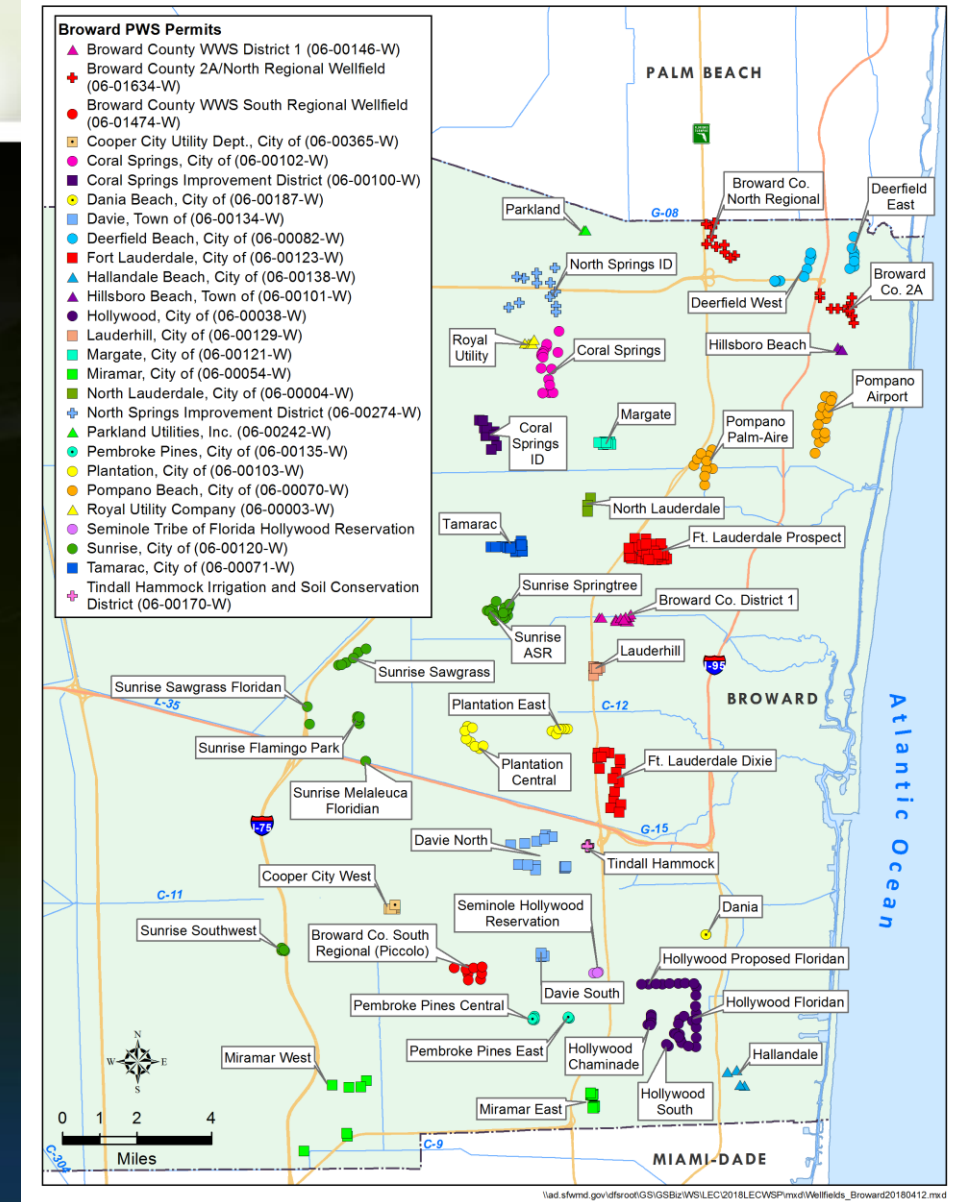 Broward PWS Permits
Broward County WWS District 1 (06-00146-W)
Broward County 2A/North Regional Wellfield
(06-01634-W)
Broward County WWS South Regional Wellfield
(06-01474-W)
Cooper City Utility Dept., City of (06-00365-W)
Coral Springs, City of (06-00102-W)
Coral Springs Improvement District (06-00100-W)
Dania Beach, City of (06-00187-W)
Davie, Town of (06-00134-W)
Deerfield Beach, City of (06-00082-W)
Fort Lauderdale, City of (06-00123-W)
Hallandale Beach, City of (06-00138-W)
Hillsboro Beach, Town of (06-00101-W)
Hollywood, City of (06-00038-W)
Lauderhill, City of (06-00129-W)
Margate, City of (06-00121-W)
Miramar, City of (06-00054-W)
North Lauderdale, City of (06-00004-W)
North Springs Improvement District (06-00274-W)
Parkland Utilities, Inc. (06-00242-W)
Pembroke Pines, City of (06-00135-W)
Plantation, City of (06-00103-W)
Pompano Beach, City of (06-00070-W)
Royal Utility Company (06-00003-W)
Seminole Tribe of Florida Hollywood Reservation
Sunrise, City of (06-00120-W)
Tamarac, City of (06-00071-W)
Tindall Hammock Irrigation and Soil Conservation
District (06-00170-W)
PALM BEACH
Broward Co.
North Regional
Deerfield
East
Parkland
G-08
North Springs ID
Deerfield West
Broward
Co. 2A
Royal
Utility
Coral Springs
Hillsboro Beach
Pompano
Airport
Coral
Springs
ID
Margate
Pompano
Palm-Aire
North Lauderdale
Tamarac
Ft. Lauderdale Prospect
Sunrise Springtree
Broward Co. District 1
Sunrise
ASR
Lauderhill
I-95
Sunrise Sawgrass
Sunrise Sawgrass Floridan
L-35
Plantation East
C-12
BROWARD
Sunrise Flamingo Park
Plantation
Central
Ft. Lauderdale Dixie
Sunrise Melaleuca
Floridian
I-75
G-15
Davie North
Tindall Hammock
Atlantic Ocean
Cooper City West
C-11
Seminole Hollywood
Reservation
Dania
Sunrise Southwest
Broward Co. South
Regional (Piccolo)
Hollywood Proposed Floridan
Davie South
Pembroke Pines Central
Hollywood Floridan
Pembroke Pines East
Hollywood
Chaminade
Hallandale
Miramar West
Hollywood
South
Miramar East
N
W
E
S
0 2 4
Miles
C-9
MIAMI-DADE
\\ad.sfwmd.gov\dfsroot\GS\GSBiz\WS\LEC\2018LECWSP\mxd\Wellfields_Broward20180412.mxd